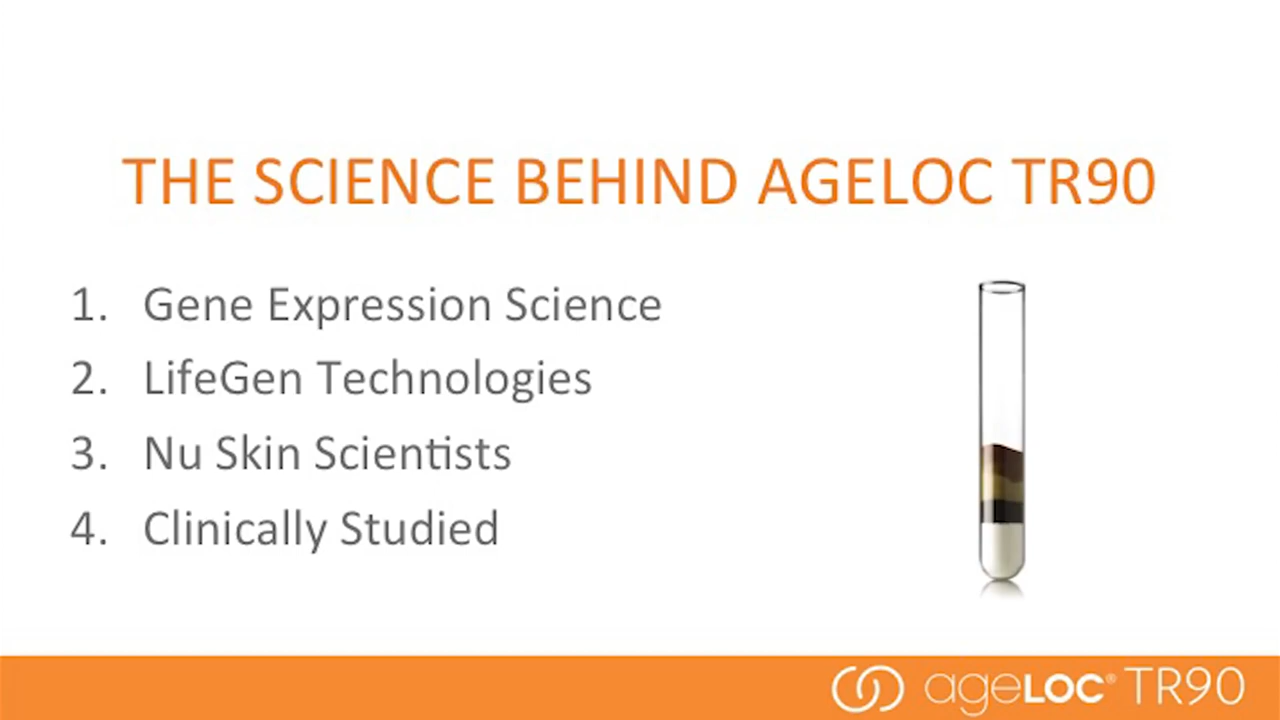 THE SCIENCE BEHIND AGELOC TR90
1. Gene Expression Science
2. LifeGen Technologies
3. Nu Skin Scientists
4. Clinically Studied
ageLOC® TR90